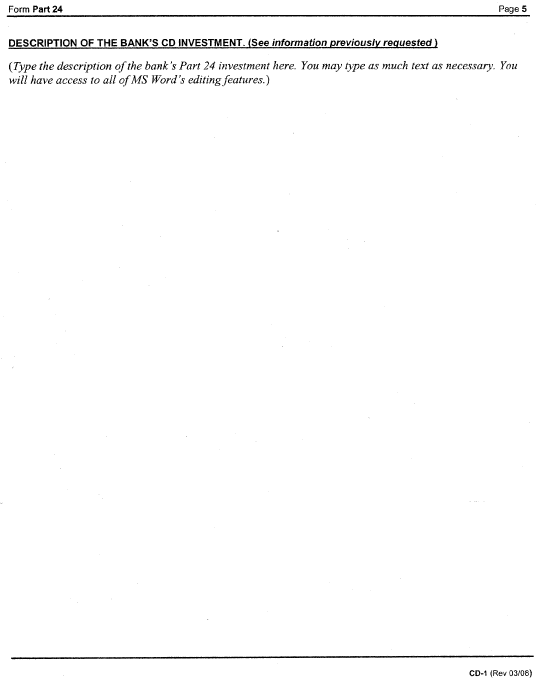 Form Part 24 Page 5
DESCRIPTION OF THE BANK'S CD INVESTMENT. (See information previously requested )
(Type the description of the bank's Part 24 investment here. You may type as much text as necessary. You
will have access to all of MS Word's editing features.)
CD-1 (Rev 03/08)